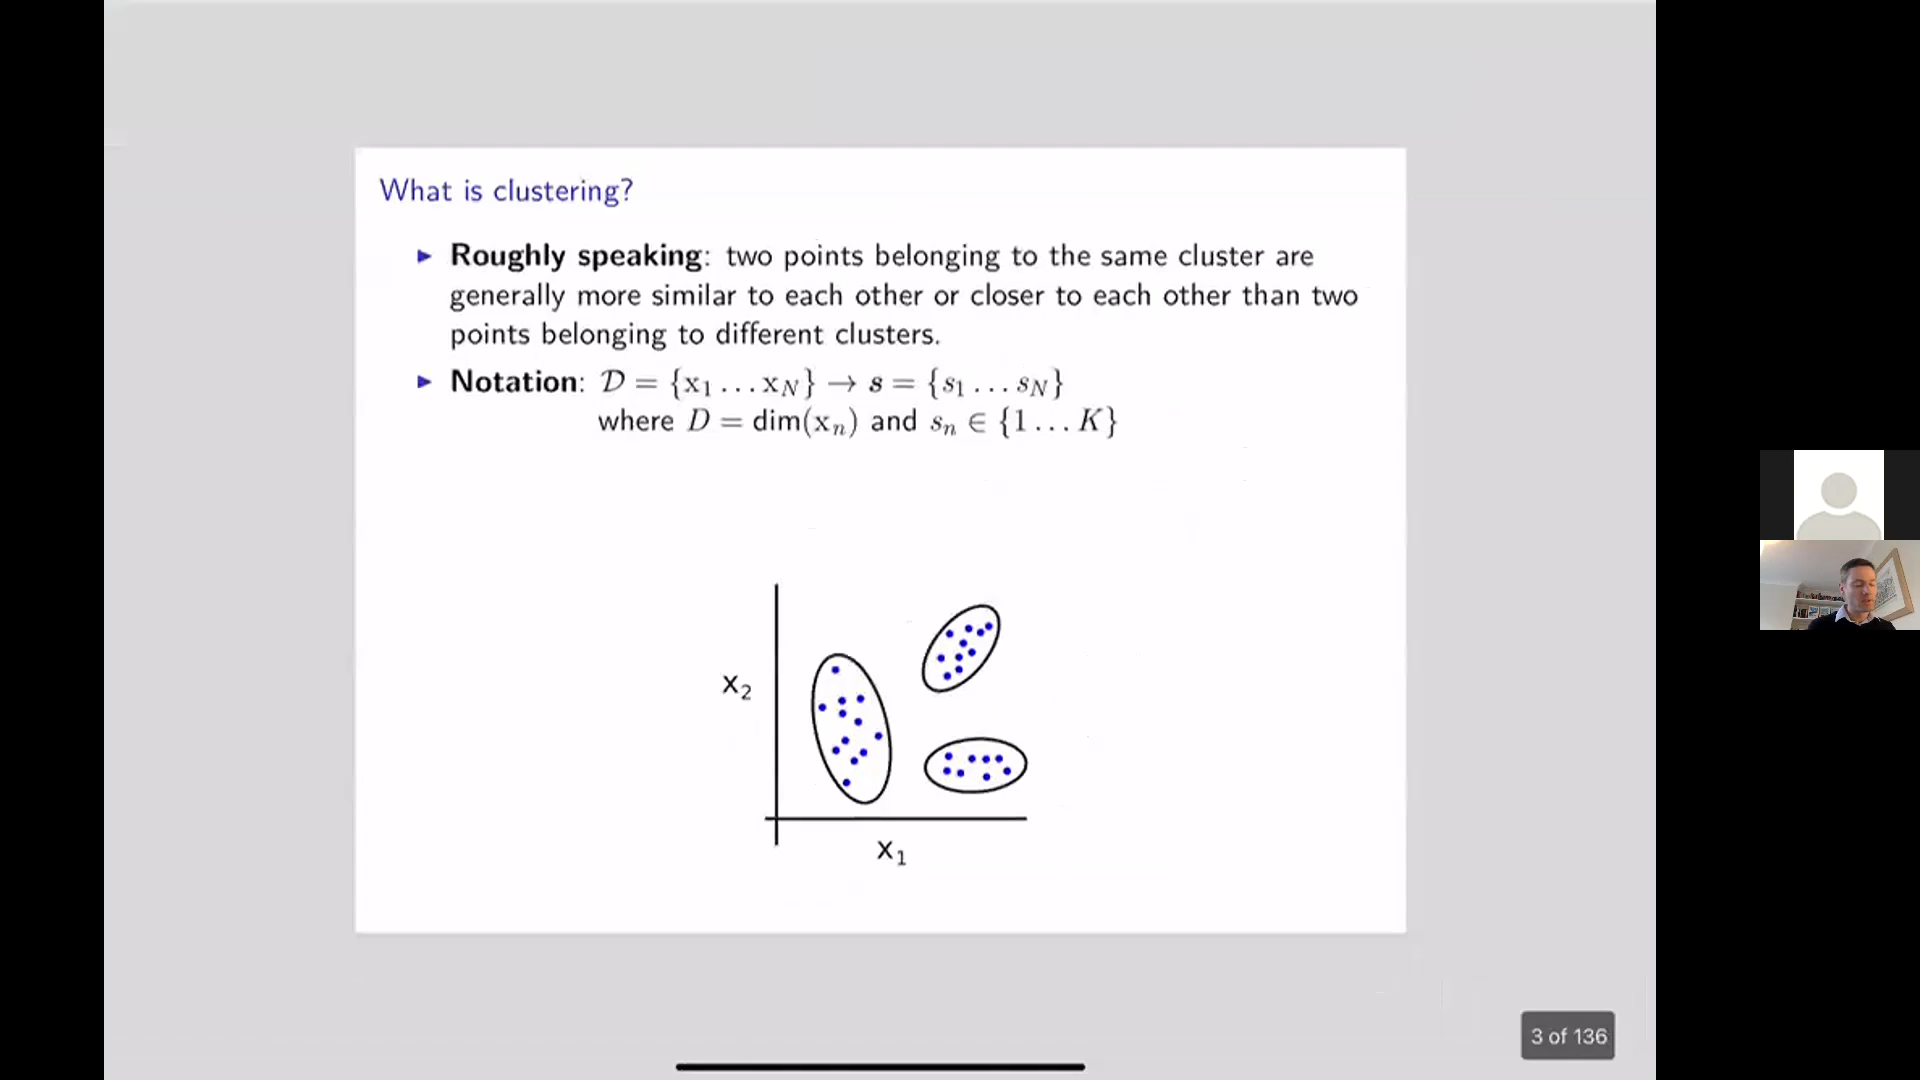 What is clustering?
▶ Roughly speaking: two points belonging to the same cluster are
generally more similar to each other or closer to each other than two
points belonging to different clusters.
▶ Notation: 𝒟 = {x₁ … x_N} → s = {s₁ … s_N}
where D = dim(xₙ) and sₙ ∈ {1 … K}
x₂
x₁
3 of 136